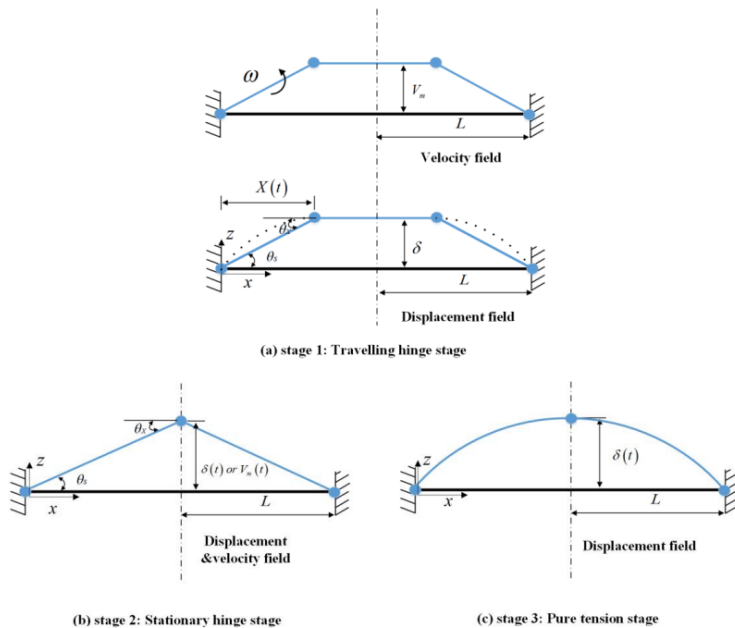 ω
V_m
L
Velocity field
X(t)
z
θ_s
δ
x
L
Displacement field
(a) stage 1: Travelling hinge stage
θ_x
z
θ_s
δ(t) or V_m(t)
x
L
Displacement
&velocity field
z
δ(t)
x
L
Displacement field
(b) stage 2: Stationary hinge stage
(c) stage 3: Pure tension stage